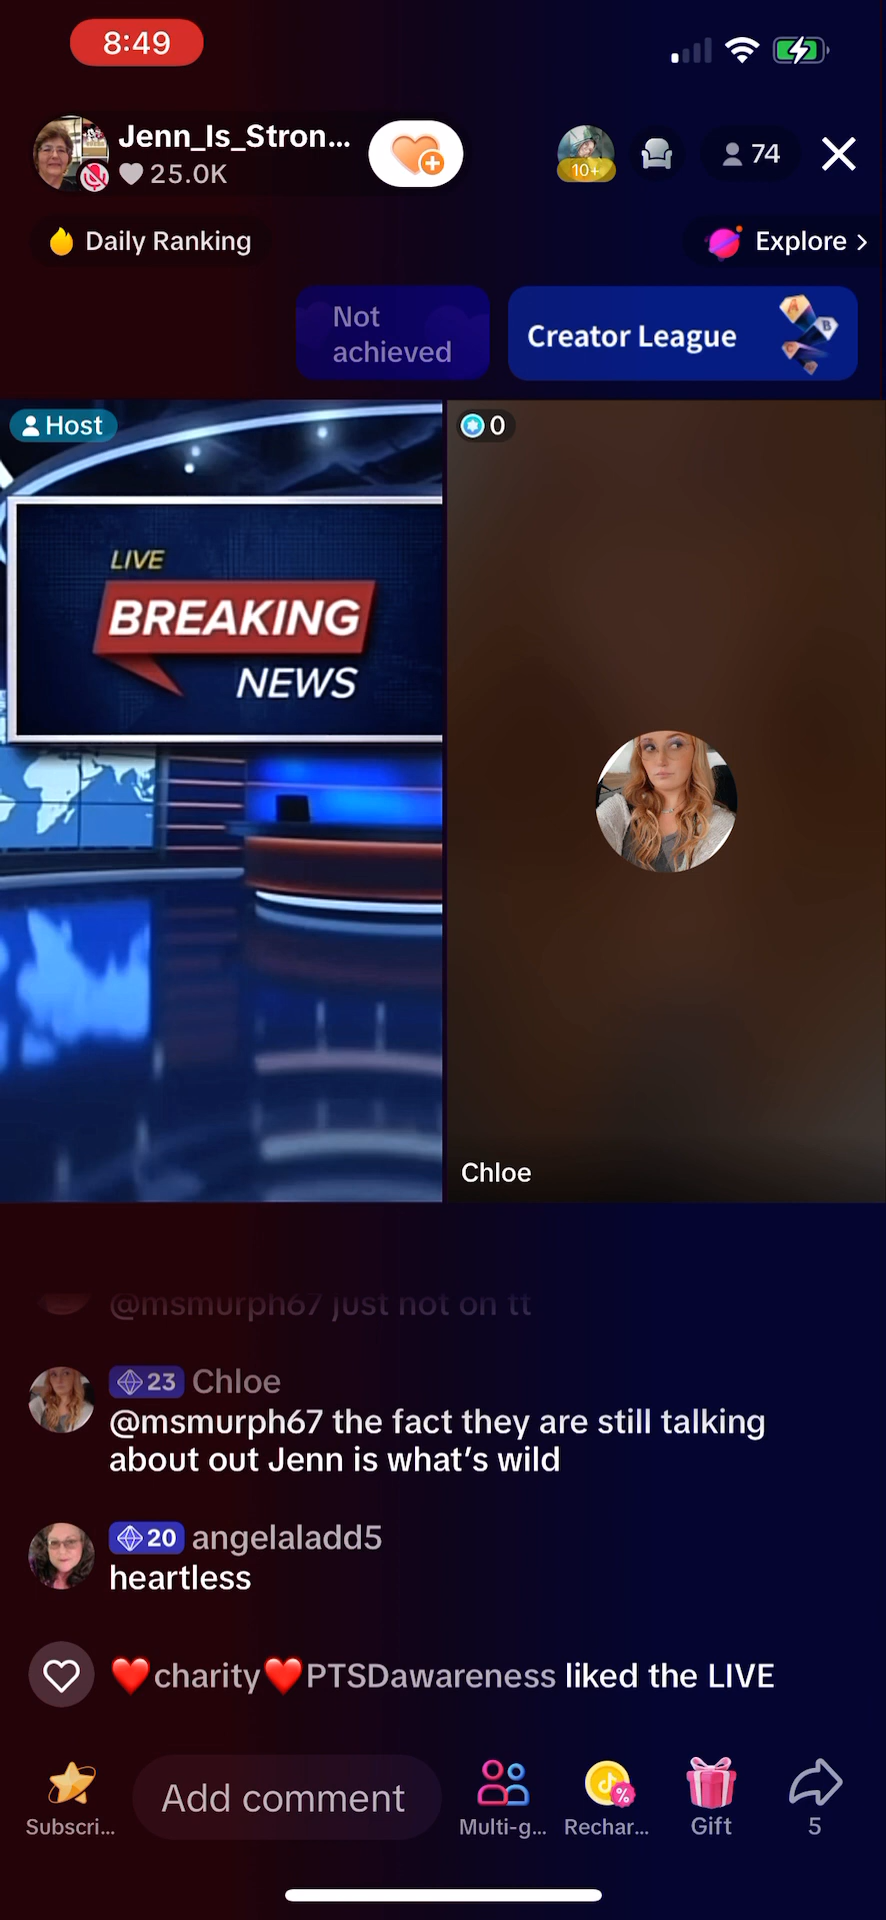 8:49
Jenn_Is_Stron...
25.0K
10+
74
Daily Ranking
Explore >
Not
achieved
Creator League
A
B
C
Host
0
LIVE
BREAKING
NEWS
Chloe
@msmurph67 just not on tt
23 Chloe
@msmurph67 the fact they are still talking
about out Jenn is what's wild
20 angelaladd5
heartless
❤️charity❤️PTSDawareness liked the LIVE
Add comment
Subscri...
Multi-g...
Rechar...
Gift
5